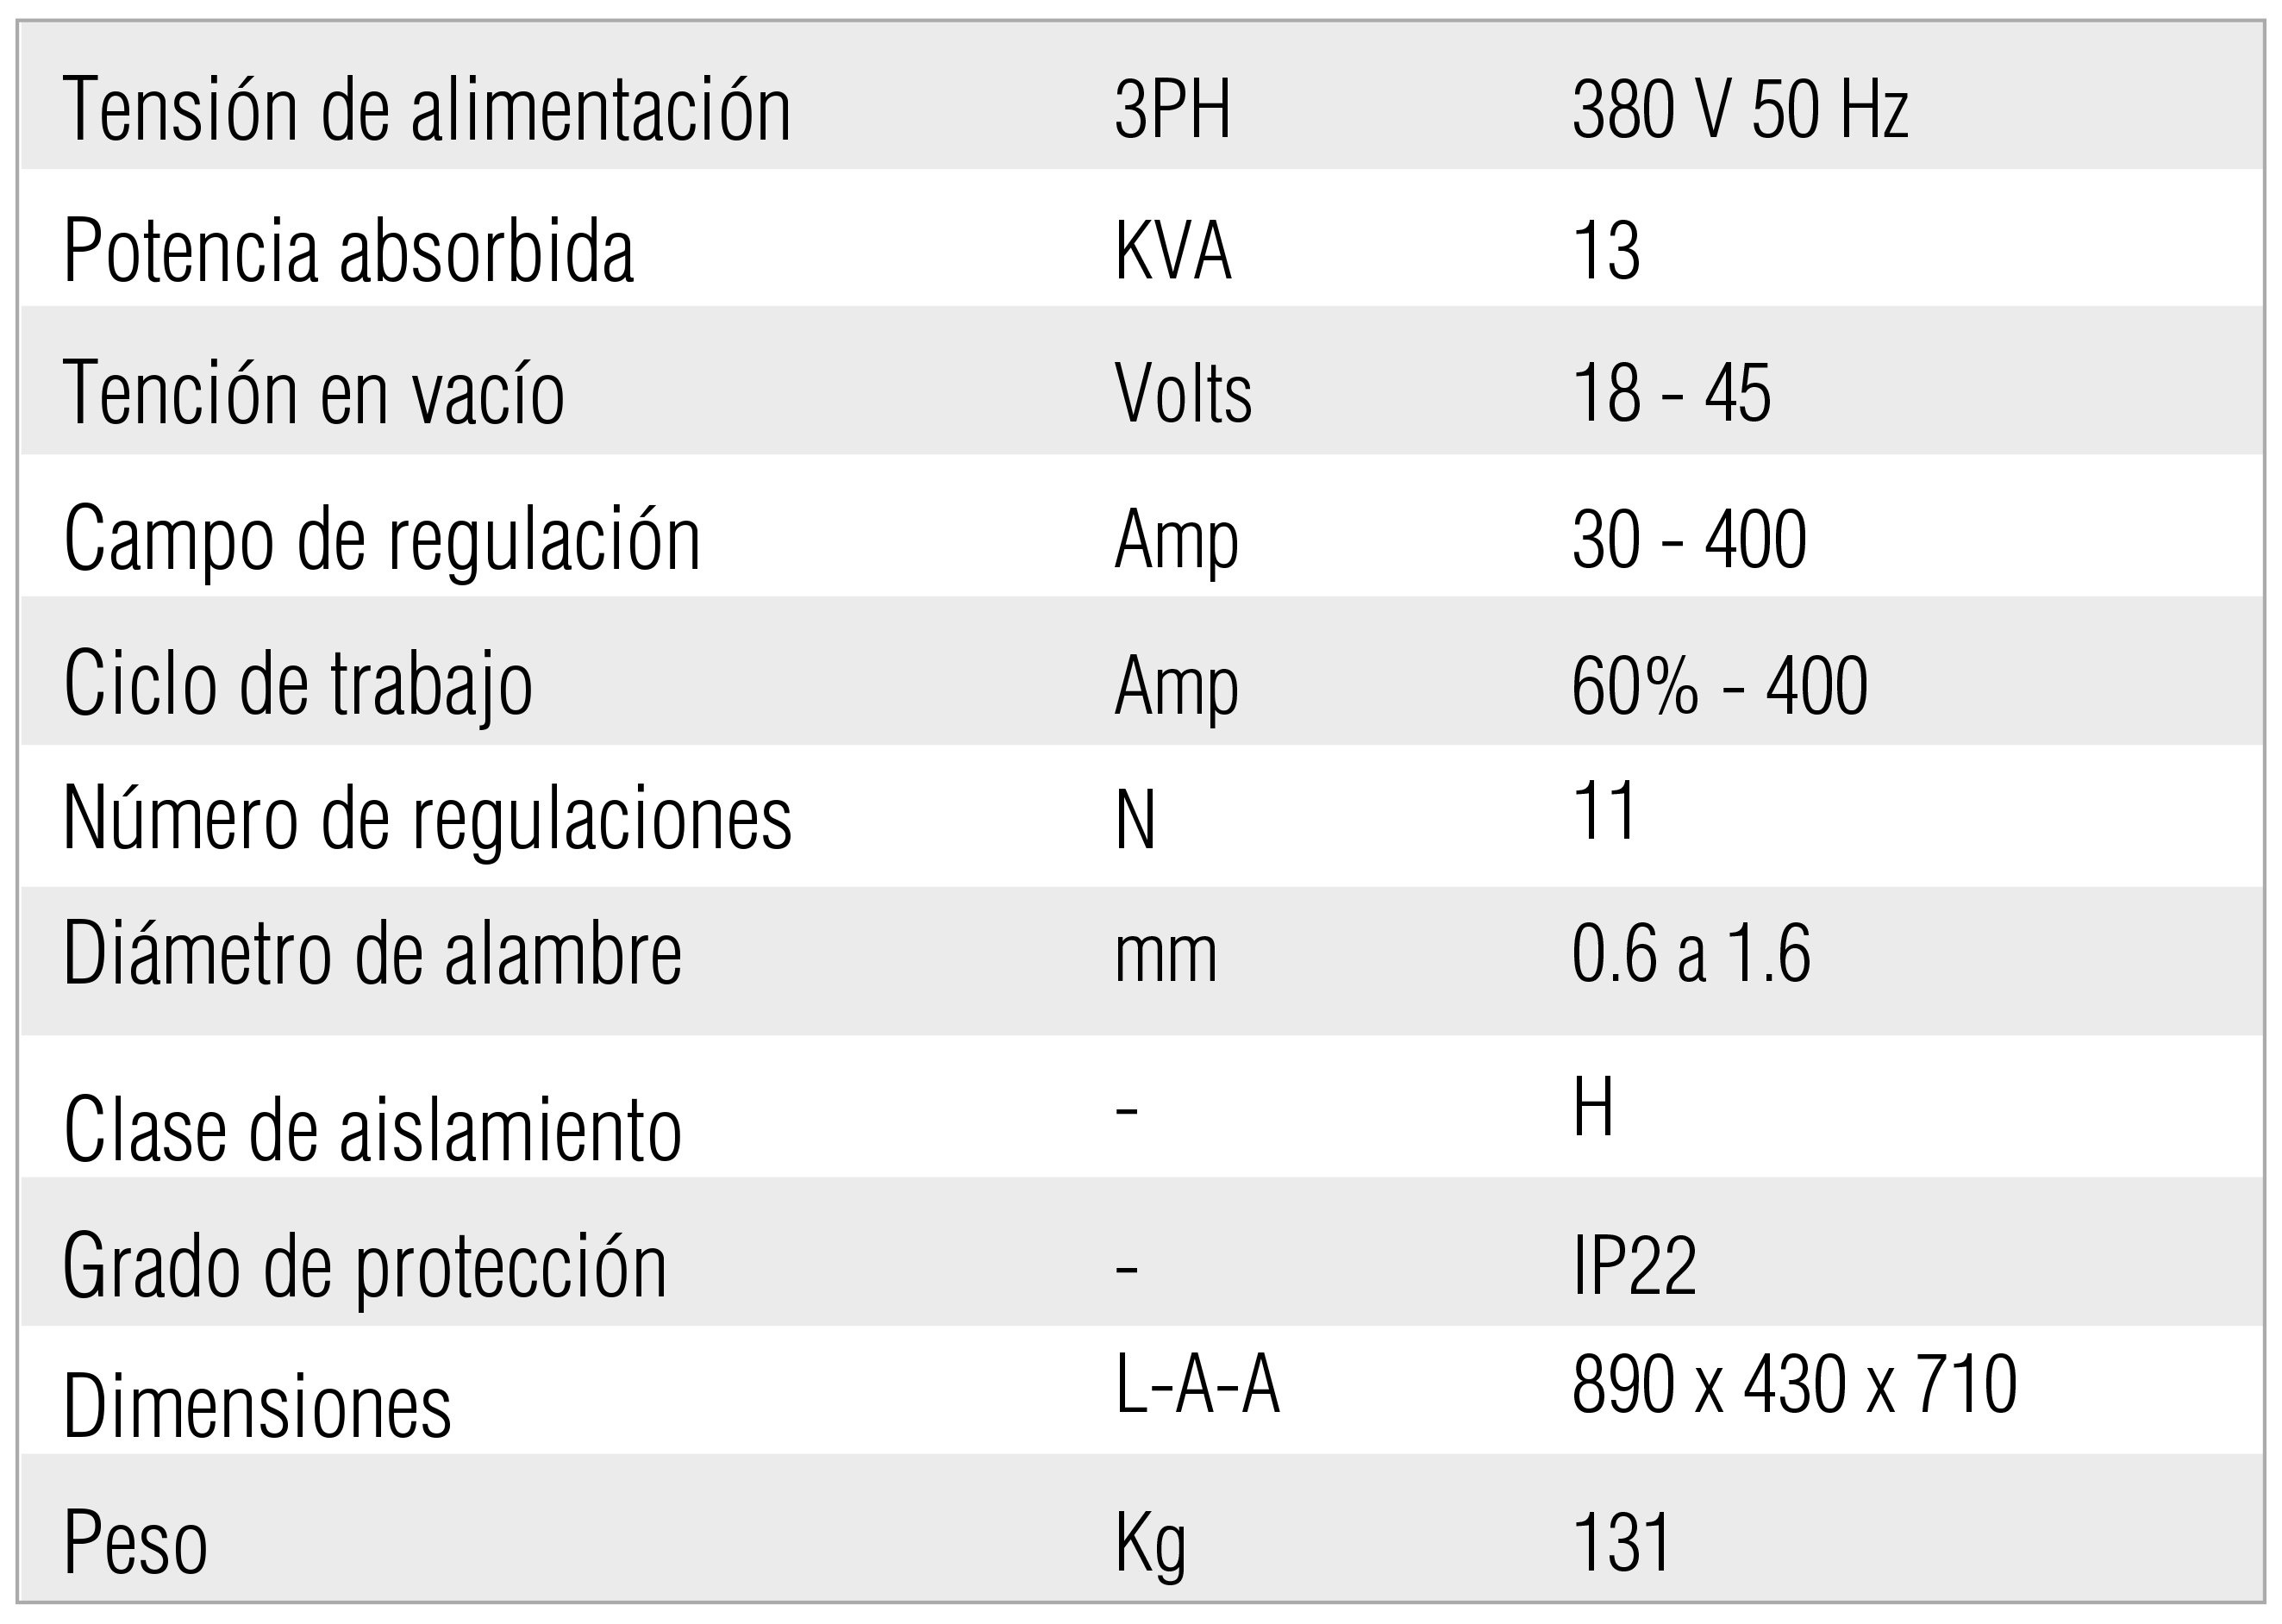 Tensión de alimentación 3PH 380 V 50 Hz
Potencia absorbida KVA 13
Tención en vacío Volts 18 - 45
Campo de regulación Amp 30 - 400
Ciclo de trabajo Amp 60% - 400
Número de regulaciones N 11
Diámetro de alambre mm 0.6 a 1.6
Clase de aislamiento - H
Grado de protección - IP22
Dimensiones L-A-A 890 x 430 x 710
Peso Kg 131